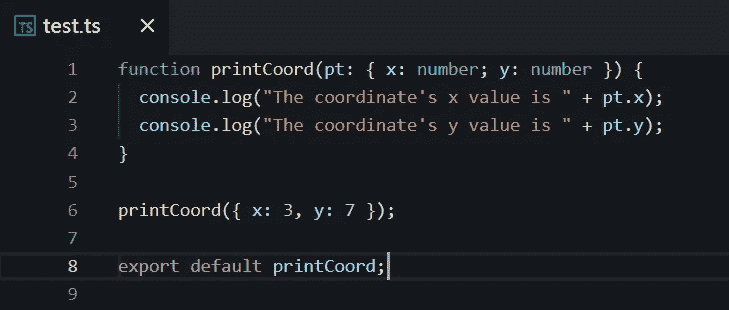 TS test.ts ×
1 function printCoord(pt: { x: number; y: number }) {
2   console.log("The coordinate's x value is " + pt.x);
3   console.log("The coordinate's y value is " + pt.y);
4 }
5
6 printCoord({ x: 3, y: 7 });
7
8 export default printCoord;
9